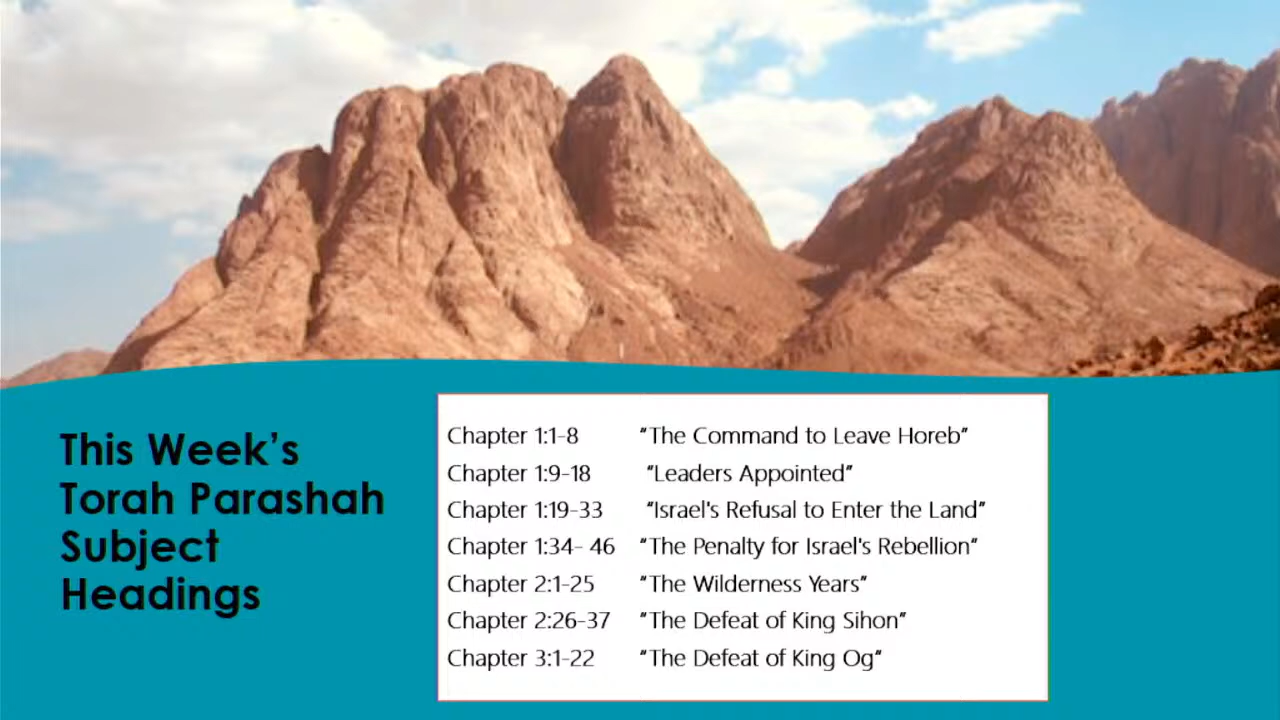 This Week's
Torah Parashah
Subject
Headings
Chapter 1:1-8 "The Command to Leave Horeb"
Chapter 1:9-18 "Leaders Appointed"
Chapter 1:19-33 "Israel's Refusal to Enter the Land"
Chapter 1:34- 46 "The Penalty for Israel's Rebellion"
Chapter 2:1-25 "The Wilderness Years"
Chapter 2:26-37 "The Defeat of King Sihon"
Chapter 3:1-22 "The Defeat of King Og"